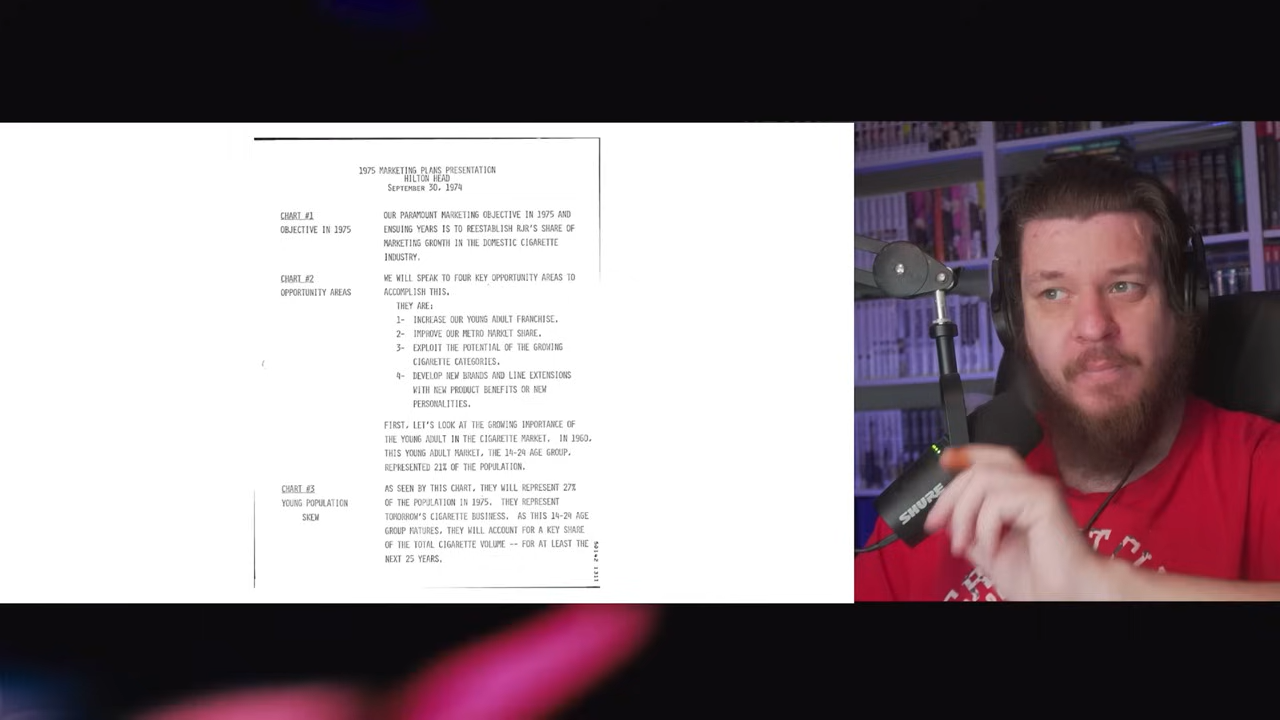 1975 MARKETING PLANS PRESENTATION
HILTON HEAD
SEPTEMBER 30, 1974
CHART #1
OBJECTIVE IN 1975
OUR PARAMOUNT MARKETING OBJECTIVE IN 1975 AND
ENSUING YEARS IS TO REESTABLISH RJR'S SHARE OF
MARKETING GROWTH IN THE DOMESTIC CIGARETTE
INDUSTRY.
CHART #2
OPPORTUNITY AREAS
WE WILL SPEAK TO FOUR KEY OPPORTUNITY AREAS TO
ACCOMPLISH THIS.
THEY ARE:
1- INCREASE OUR YOUNG ADULT FRANCHISE.
2- IMPROVE OUR METRO MARKET SHARE.
3- EXPLOIT THE POTENTIAL OF THE GROWING
CIGARETTE CATEGORIES.
4- DEVELOP NEW BRANDS AND LINE EXTENSIONS
WITH NEW PRODUCT BENEFITS OR NEW
PERSONALITIES.
FIRST, LET'S LOOK AT THE GROWING IMPORTANCE OF
THE YOUNG ADULT IN THE CIGARETTE MARKET. IN 1960,
THIS YOUNG ADULT MARKET, THE 14-24 AGE GROUP,
REPRESENTED 21% OF THE POPULATION.
CHART #3
YOUNG POPULATION
SKEW
AS SEEN BY THIS CHART, THEY WILL REPRESENT 27%
OF THE POPULATION IN 1975. THEY REPRESENT
TOMORROW'S CIGARETTE BUSINESS. AS THIS 14-24 AGE
GROUP MATURES, THEY WILL ACCOUNT FOR A KEY SHARE
OF THE TOTAL CIGARETTE VOLUME -- FOR AT LEAST THE
NEXT 25 YEARS.
SHURE